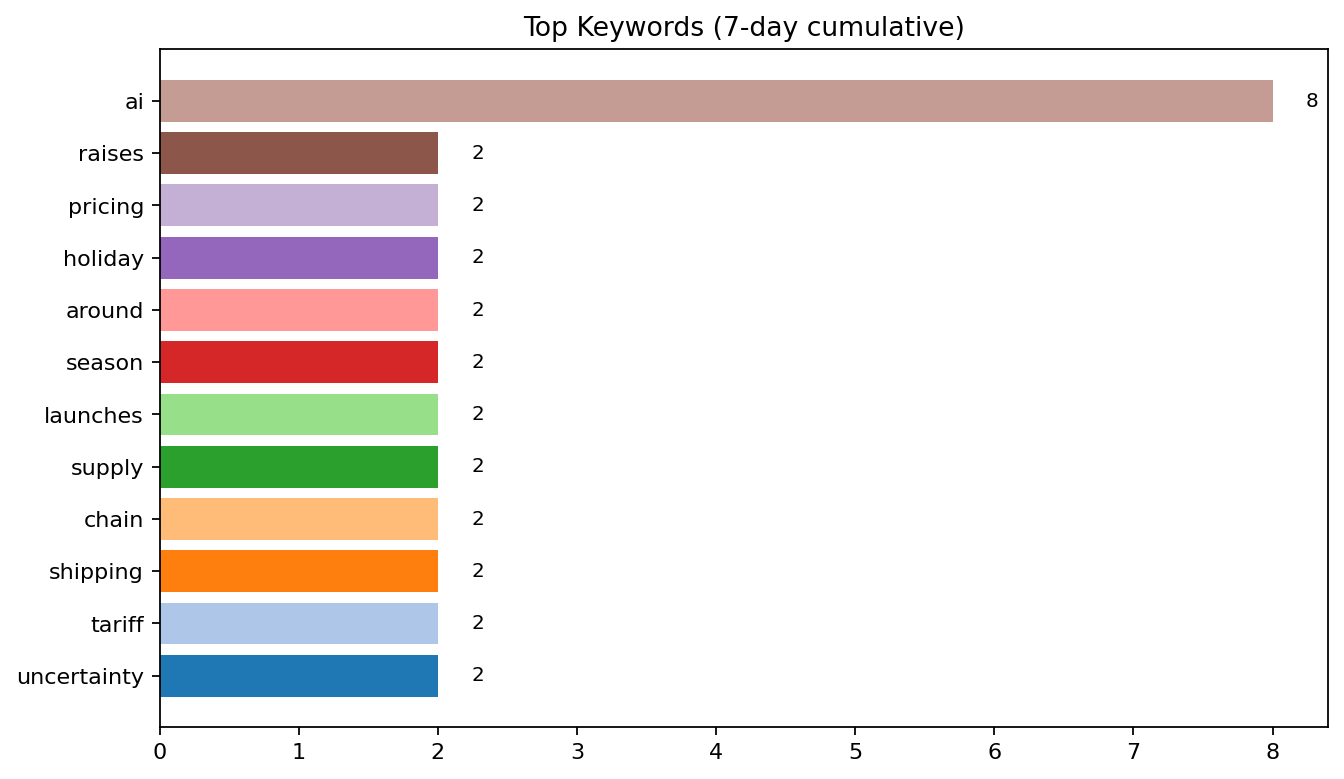 Top Keywords (7-day cumulative)
ai 8
raises 2
pricing 2
holiday 2
around 2
season 2
launches 2
supply 2
chain 2
shipping 2
tariff 2
uncertainty 2
0 1 2 3 4 5 6 7 8